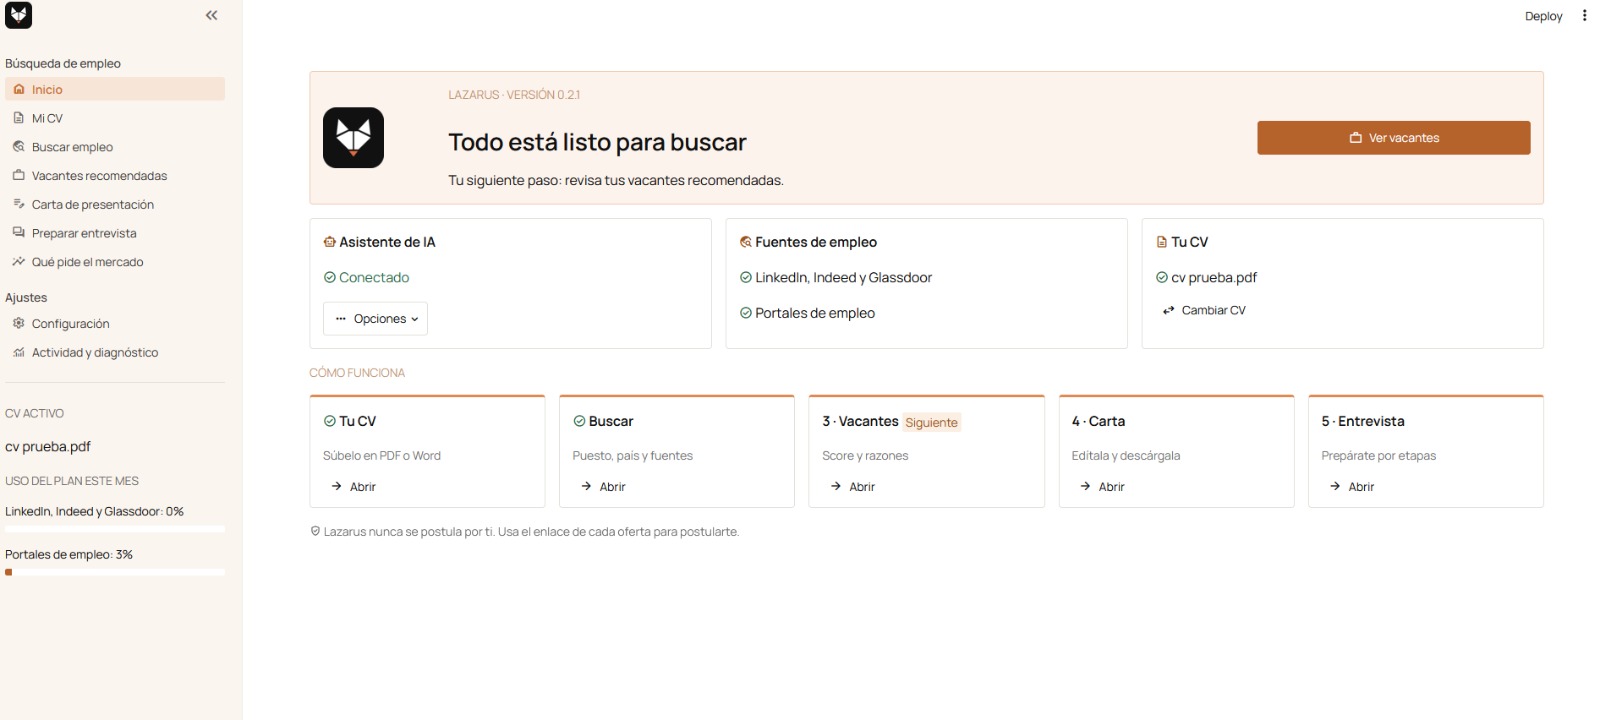 Deploy
Búsqueda de empleo
Inicio
Mi CV
Buscar empleo
Vacantes recomendadas
Carta de presentación
Preparar entrevista
Qué pide el mercado
Ajustes
Configuración
Actividad y diagnóstico
CV ACTIVO
cv prueba.pdf
USO DEL PLAN ESTE MES
LinkedIn, Indeed y Glassdoor: 0%
Portales de empleo: 3%
LAZARUS · VERSIÓN 0.2.1
Todo está listo para buscar
Tu siguiente paso: revisa tus vacantes recomendadas.
Ver vacantes
Asistente de IA
Conectado
Opciones
Fuentes de empleo
LinkedIn, Indeed y Glassdoor
Portales de empleo
Tu CV
cv prueba.pdf
Cambiar CV
CÓMO FUNCIONA
Tu CV
Súbelo en PDF o Word
Abrir
Buscar
Puesto, país y fuentes
Abrir
3 · Vacantes Siguiente
Score y razones
Abrir
4 · Carta
Edítala y descárgala
Abrir
5 · Entrevista
Prepárate por etapas
Abrir
Lazarus nunca se postula por ti. Usa el enlace de cada oferta para postularte.